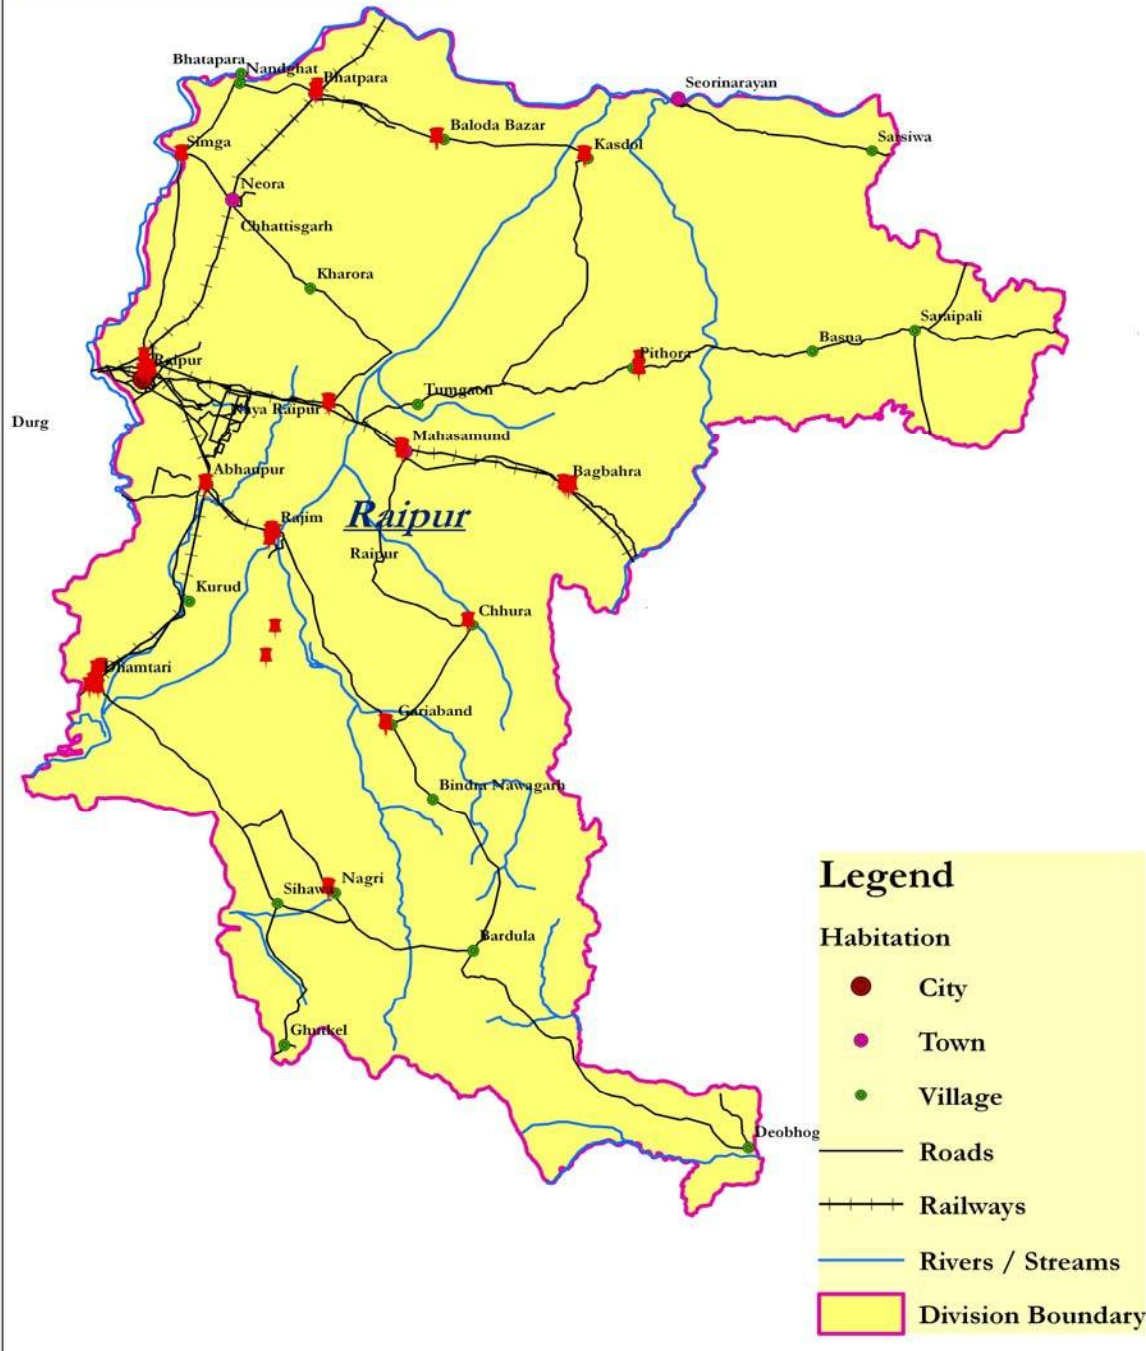 Bhatapara
Nandghat
Bhatpara
Seorinarayan
Baloda Bazar
Kasdol
Sarsiwa
Simga
Neora
Chhattisgarh
Kharora
Saraipali
Basna
Pithora
Raipur
Tumgaon
Naya Raipur
Durg
Mahasamund
Abhanpur
Bagbahra
Rajim
Raipur
Raipur
Kurud
Chhura
Dhamtari
Gariaband
Bindra Nawagarh
Nagri
Sihawa
Bardula
Ghutkel
Deobhog
Legend
Habitation
City
Town
Village
Roads
Railways
Rivers / Streams
Division Boundary